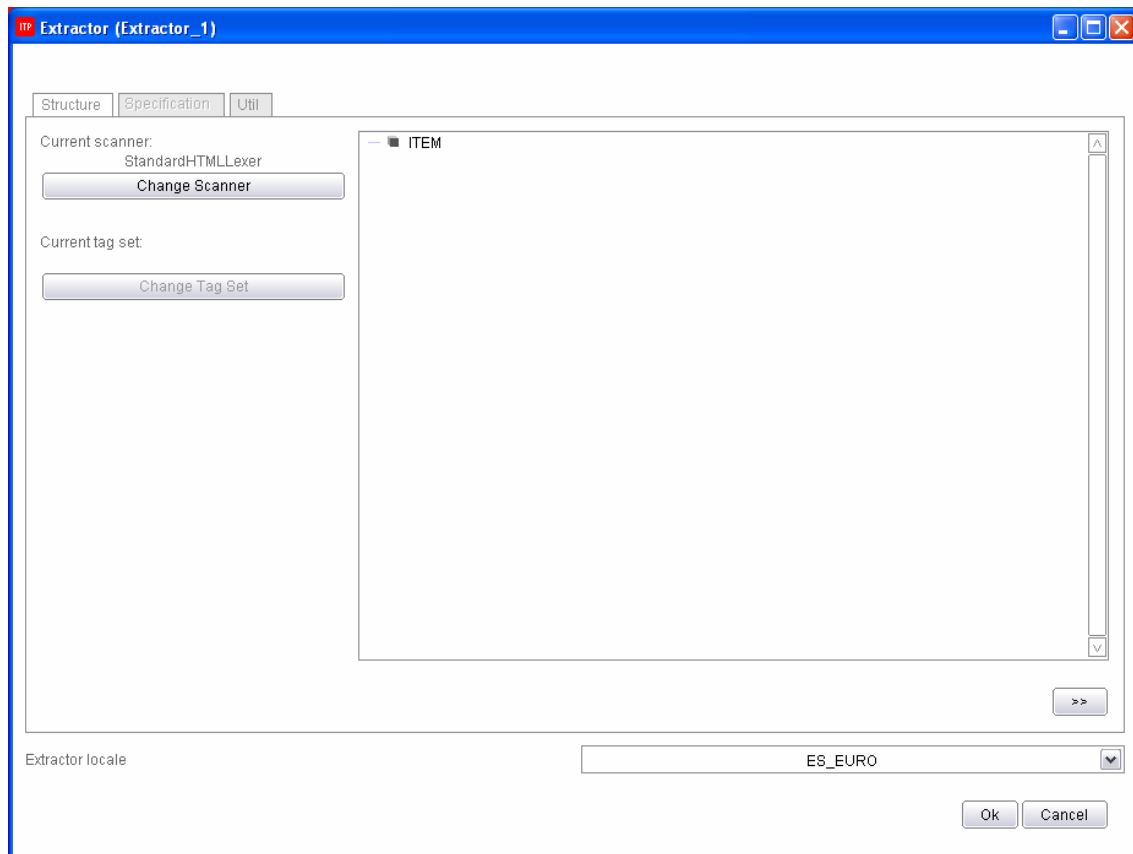 ITP Extractor (Extractor_1)
Structure Specification Util
Current scanner:
StandardHTMLLexer
Change Scanner
Current tag set:
Change Tag Set
ITEM
>>
Extractor locale
ES_EURO
Ok Cancel